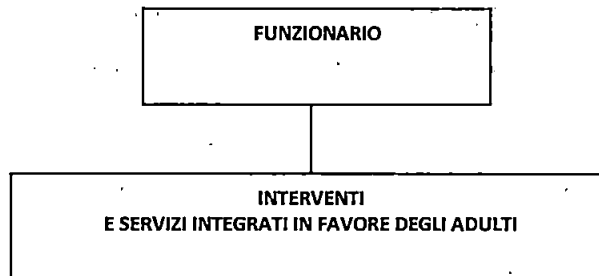 FUNZIONARIO
INTERVENTI
E SERVIZI INTEGRATI IN FAVORE DEGLI ADULTI